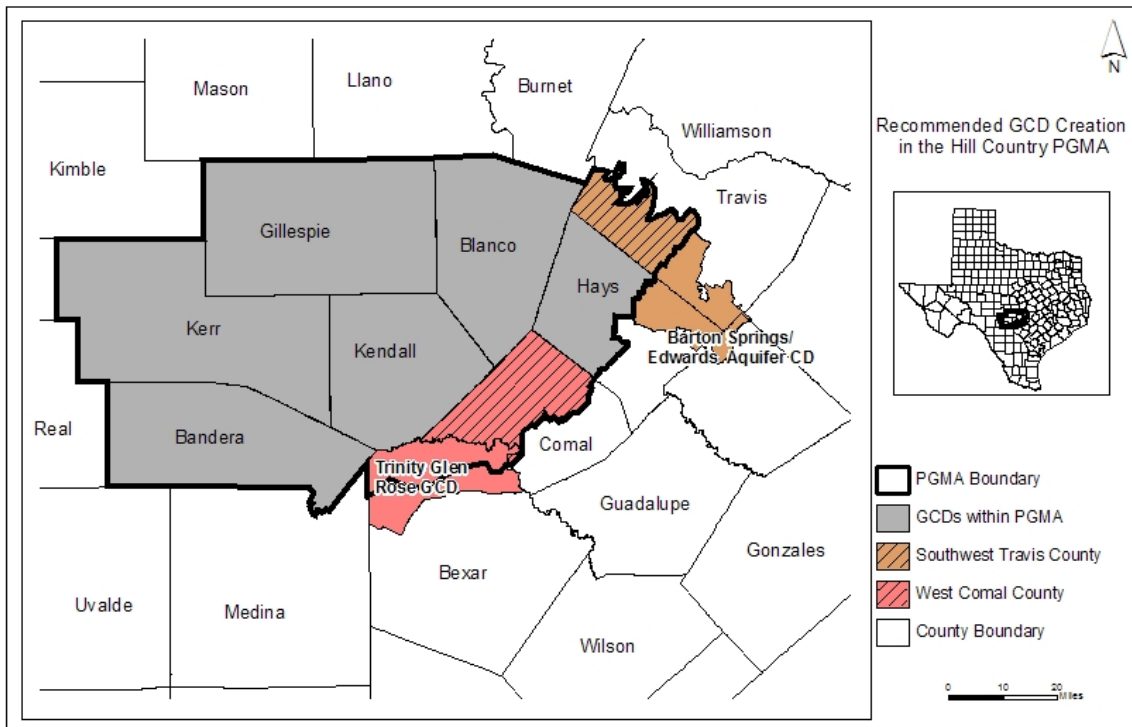 Mason
Llano
Burnet
Williamson
Kimble
Travis
Gillespie
Blanco
Hays
Kerr
Kendall
Barton Springs/
Edwards Aquifer CD
Real
Bandera
Comal
Trinity Glen
Rose GCD
Guadalupe
Gonzales
Bexar
Uvalde
Medina
Wilson
N
Recommended GCD Creation
in the Hill Country PGMA
PGMA Boundary
GCDs within PGMA
Southwest Travis County
West Comal County
County Boundary
0 10 20
Miles